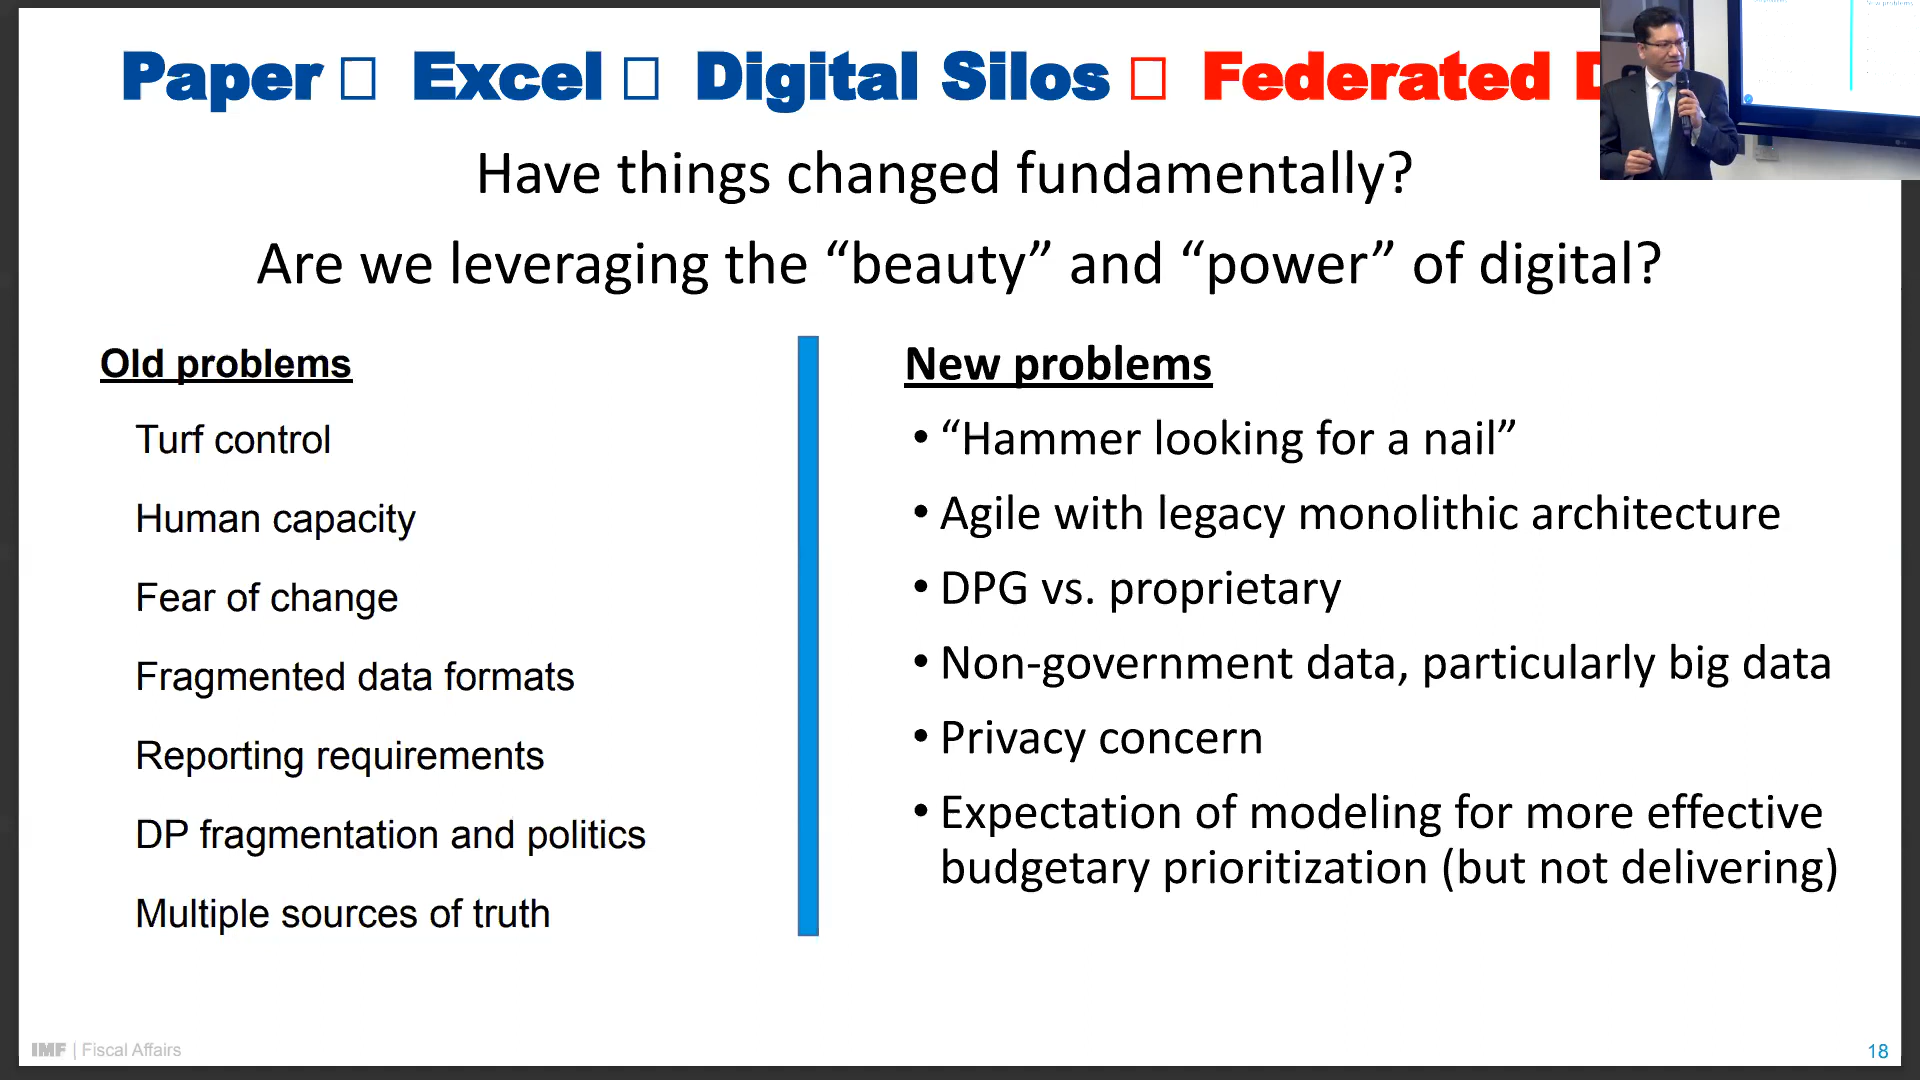 Paper □ Excel □ Digital Silos □ Federated
Have things changed fundamentally?
Are we leveraging the “beauty” and “power” of digital?
Old problems
Turf control
Human capacity
Fear of change
Fragmented data formats
Reporting requirements
DP fragmentation and politics
Multiple sources of truth
New problems
• “Hammer looking for a nail”
• Agile with legacy monolithic architecture
• DPG vs. proprietary
• Non-government data, particularly big data
• Privacy concern
• Expectation of modeling for more effective
budgetary prioritization (but not delivering)
IMF | Fiscal Affairs
18